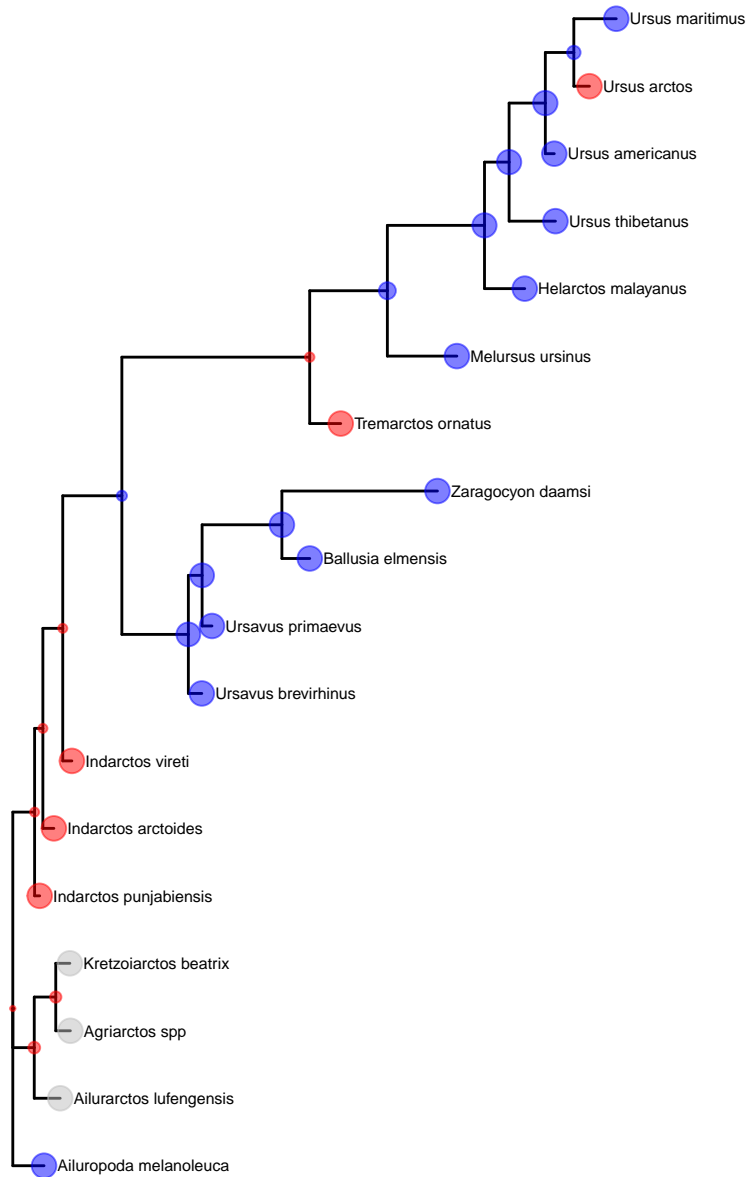 Ursus maritimus
Ursus arctos
Ursus americanus
Ursus thibetanus
Helarctos malayanus
Melursus ursinus
Tremarctos ornatus
Zaragocyon daamsi
Ballusia elmensis
Ursavus primaevus
Ursavus brevirhinus
Indarctos vireti
Indarctos arctoides
Indarctos punjabiensis
Kretzoiarctos beatrix
Agriarctos spp
Ailurarctos lufengensis
Ailuropoda melanoleuca